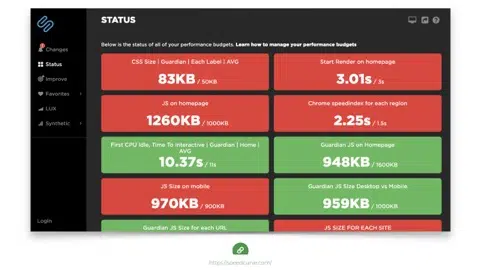 STATUS
Changes
Status
Improve
Favorites
LUX
Synthetic
Login
Below is the status of all of your performance budgets. Learn how to manage your performance budgets
CSS Size | Guardian | Each Label | AVG
83KB / 50KB
Start Render on homepage
3.01s / 3s
JS on homepage
1260KB / 1000KB
Chrome speedindex for each region
2.25s / 1.5s
First CPU Idle, Time To Interactive | Guardian | Home |
AVG
10.37s / 11s
Guardian JS on Homepage
948KB / 1600KB
JS Size on mobile
970KB / 900KB
Guardian JS Size Desktop vs Mobile
959KB / 1000KB
Guardian JS Size for each URL
JS SIZE FOR EACH SITE
https://speedcurve.com/